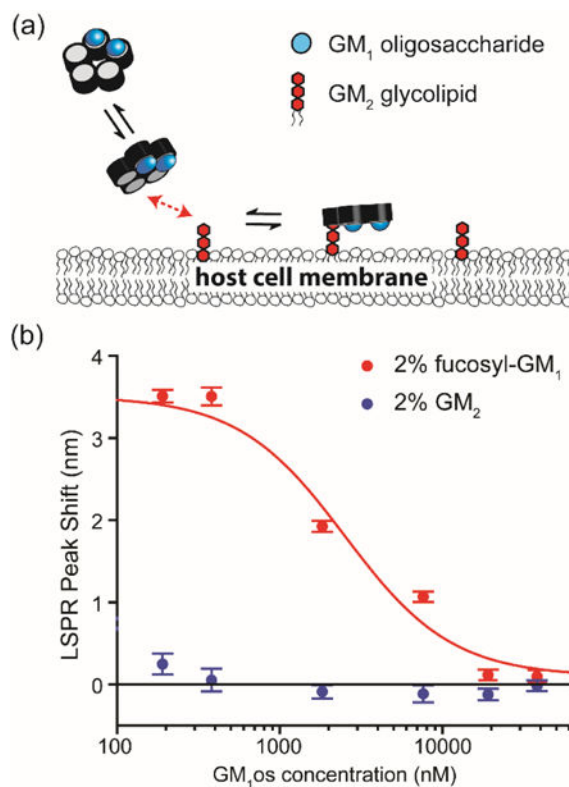 (a)
GM₁ oligosaccharide
GM₂ glycolipid
host cell membrane
(b)
2% fucosyl-GM₁
2% GM₂
LSPR Peak Shift (nm)
4
3
2
1
0
100
1000
10000
GM₁os concentration (nM)